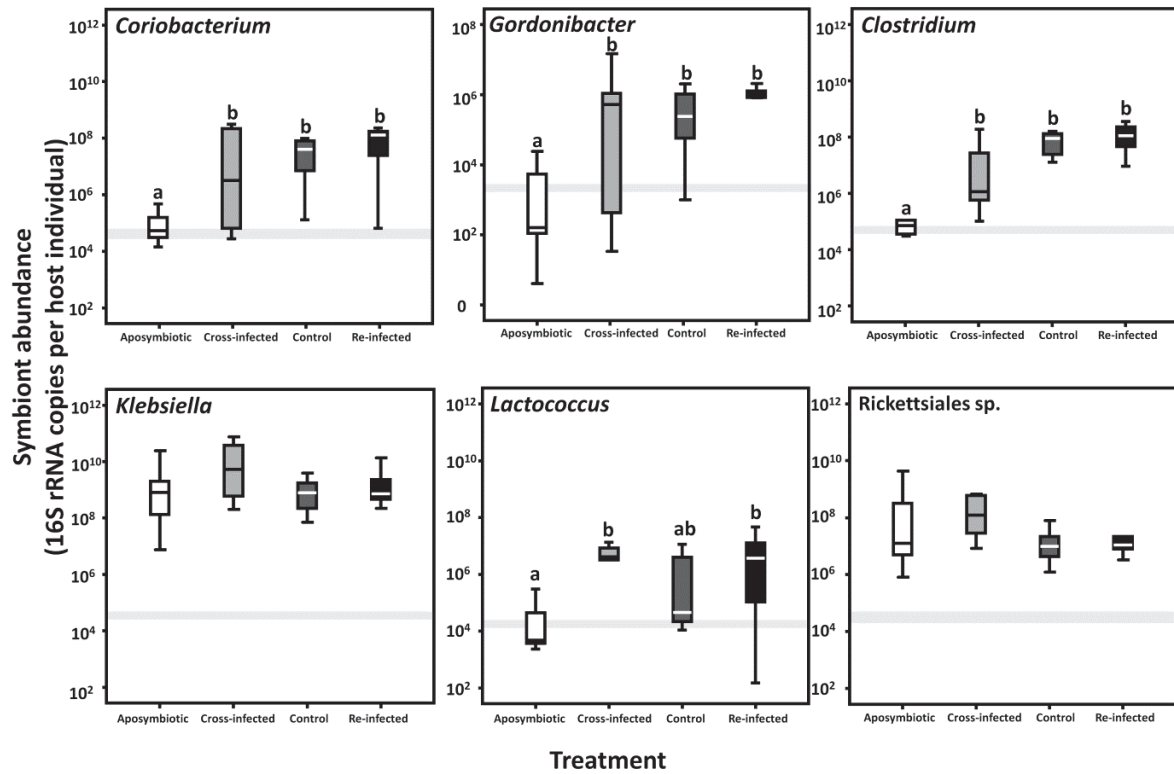 Symbiont abundance
(16S rRNA copies per host individual)
Coriobacterium
10¹²
10¹⁰
10⁸
10⁶
10⁴
10²
a
b
b
b
Aposymbiotic Cross-infected Control Re-infected
Gordonibacter
10⁸
10⁶
10⁴
10²
0
a
b
b
b
Aposymbiotic Cross-infected Control Re-infected
Clostridium
10¹²
10¹⁰
10⁸
10⁶
10⁴
10²
a
b
b
b
Aposymbiotic Cross-infected Control Re-infected
Klebsiella
10¹²
10¹⁰
10⁸
10⁶
10⁴
10²
Aposymbiotic Cross-infected Control Re-infected
Lactococcus
10¹²
10¹⁰
10⁸
10⁶
10⁴
10²
a
b
ab
b
Aposymbiotic Cross-infected Control Re-infected
Rickettsiales sp.
10¹²
10¹⁰
10⁸
10⁶
10⁴
10²
Aposymbiotic Cross-infected Control Re-infected
Treatment